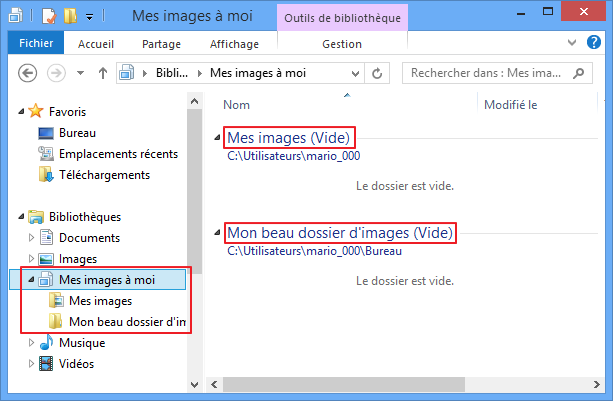 Mes images à moi
Outils de bibliothèque
Fichier
Accueil
Partage
Affichage
Gestion
Bibli...
Mes images à moi
Rechercher dans : Mes ima...
Favoris
Bureau
Emplacements récents
Téléchargements
Bibliothèques
Documents
Images
Mes images à moi
Mes images
Mon beau dossier d'im
Musique
Vidéos
Nom
Modifié le
Mes images (Vide)
C:\Utilisateurs\mario_000
Le dossier est vide.
Mon beau dossier d'images (Vide)
C:\Utilisateurs\mario_000\Bureau
Le dossier est vide.